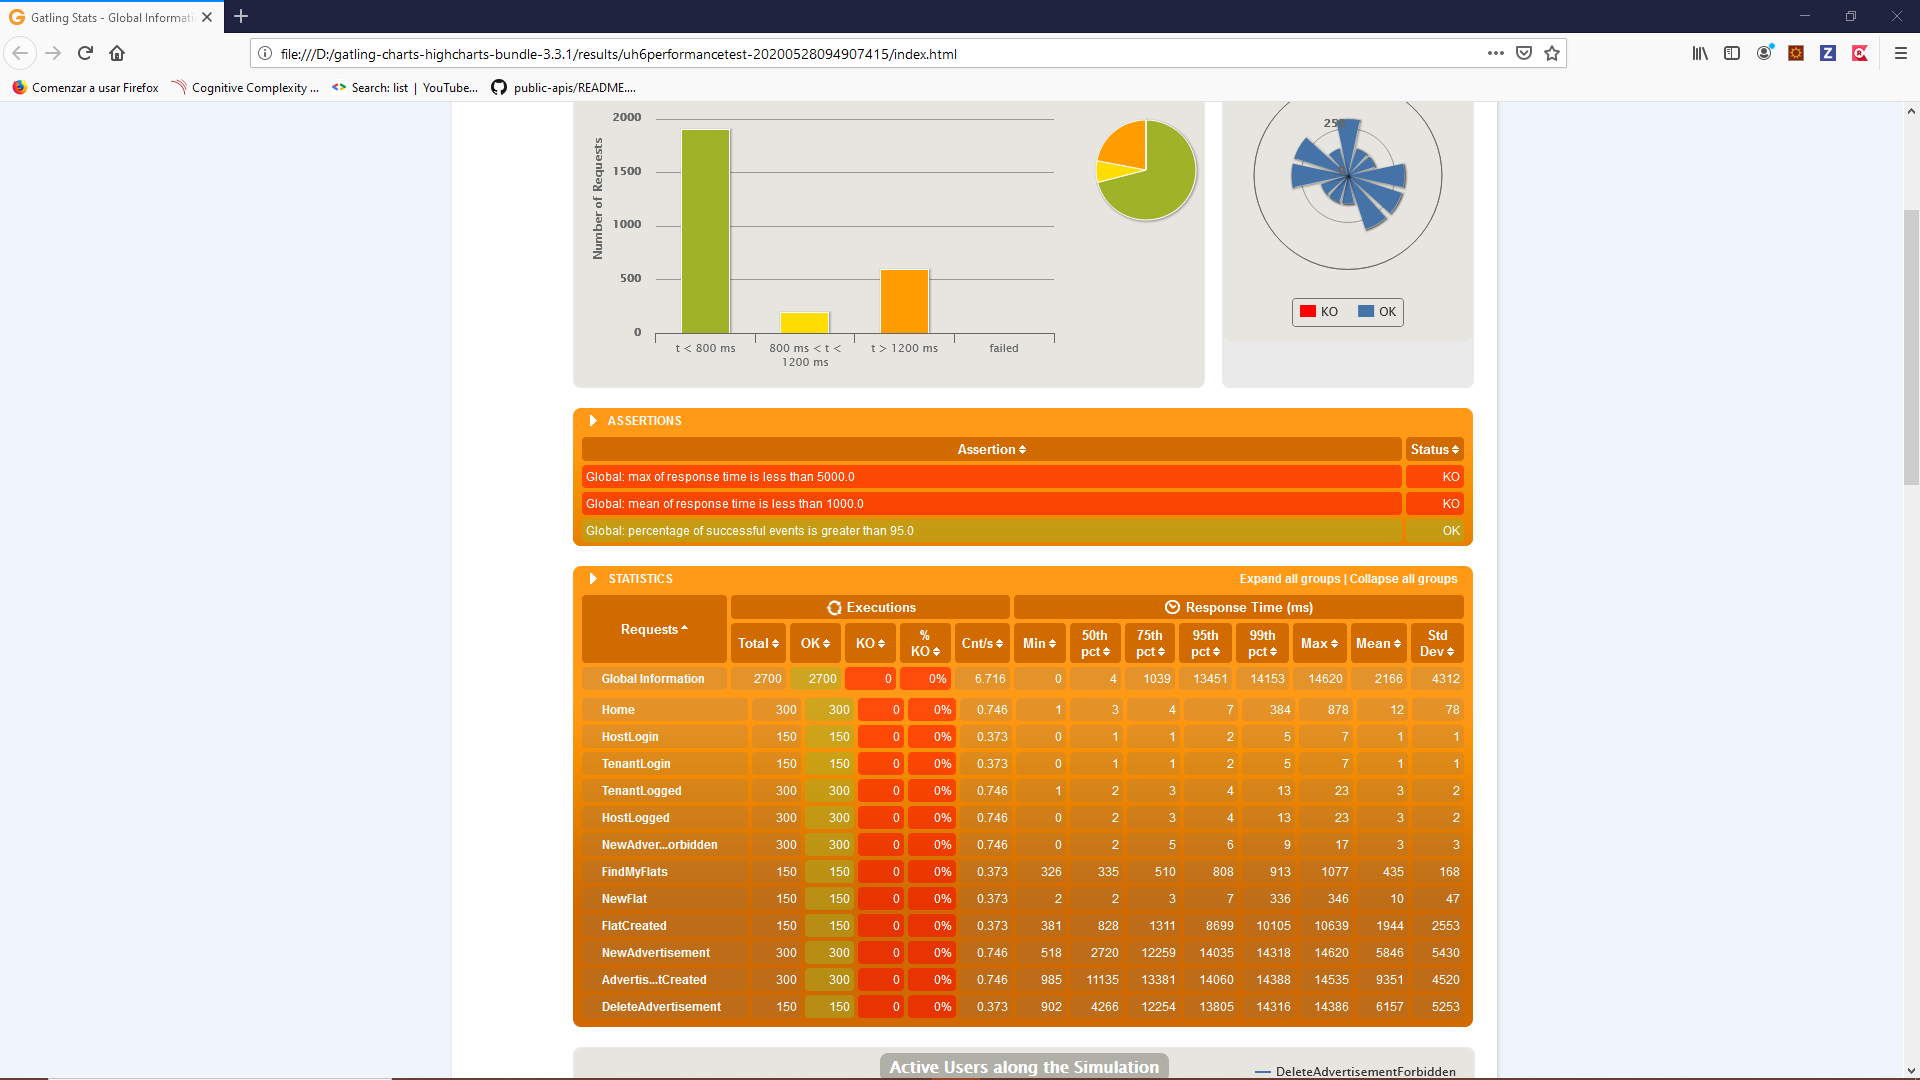 Gatling Stats - Global Informati
file:///D:/gatling-charts-highcharts-bundle-3.3.1/results/uh6performancetest-20200528094907415/index.html
Comenzar a usar Firefox Cognitive Complexity ... Search: list | YouTube... public-apis/README....
Number of Requests
2000
1500
1000
500
0
t < 800 ms
800 ms < t < 1200 ms
t > 1200 ms
failed
25
KO OK
ASSERTIONS
Assertion Status
Global: max of response time is less than 5000.0 KO
Global: mean of response time is less than 1000.0 KO
Global: percentage of successful events is greater than 95.0 OK
STATISTICS Expand all groups | Collapse all groups
Requests Executions Response Time (ms)
Total OK KO % KO Cnt/s Min 50th pct 75th pct 95th pct 99th pct Max Mean Std Dev
Global Information 2700 2700 0 0% 6.716 0 4 1039 13451 14153 14620 2166 4312
Home 300 300 0 0% 0.746 1 3 4 7 384 878 12 78
HostLogin 150 150 0 0% 0.373 0 1 1 2 5 7 1 1
TenantLogin 150 150 0 0% 0.373 0 1 1 2 5 7 1 1
TenantLogged 300 300 0 0% 0.746 1 2 3 4 13 23 3 2
HostLogged 300 300 0 0% 0.746 0 2 3 4 13 23 3 2
NewAdver...orbidden 300 300 0 0% 0.746 0 2 5 6 9 17 3 3
FindMyFlats 150 150 0 0% 0.373 326 335 510 808 913 1077 435 168
NewFlat 150 150 0 0% 0.373 2 2 3 7 336 346 10 47
FlatCreated 150 150 0 0% 0.373 381 828 1311 8699 10105 10639 1944 2553
NewAdvertisement 300 300 0 0% 0.746 518 2720 12259 14035 14318 14620 5846 5430
Advertis...tCreated 300 300 0 0% 0.746 985 11135 13381 14060 14388 14535 9351 4520
DeleteAdvertisement 150 150 0 0% 0.373 902 4266 12254 13805 14316 14386 6157 5253
Active Users along the Simulation
DeleteAdvertisementForbidden